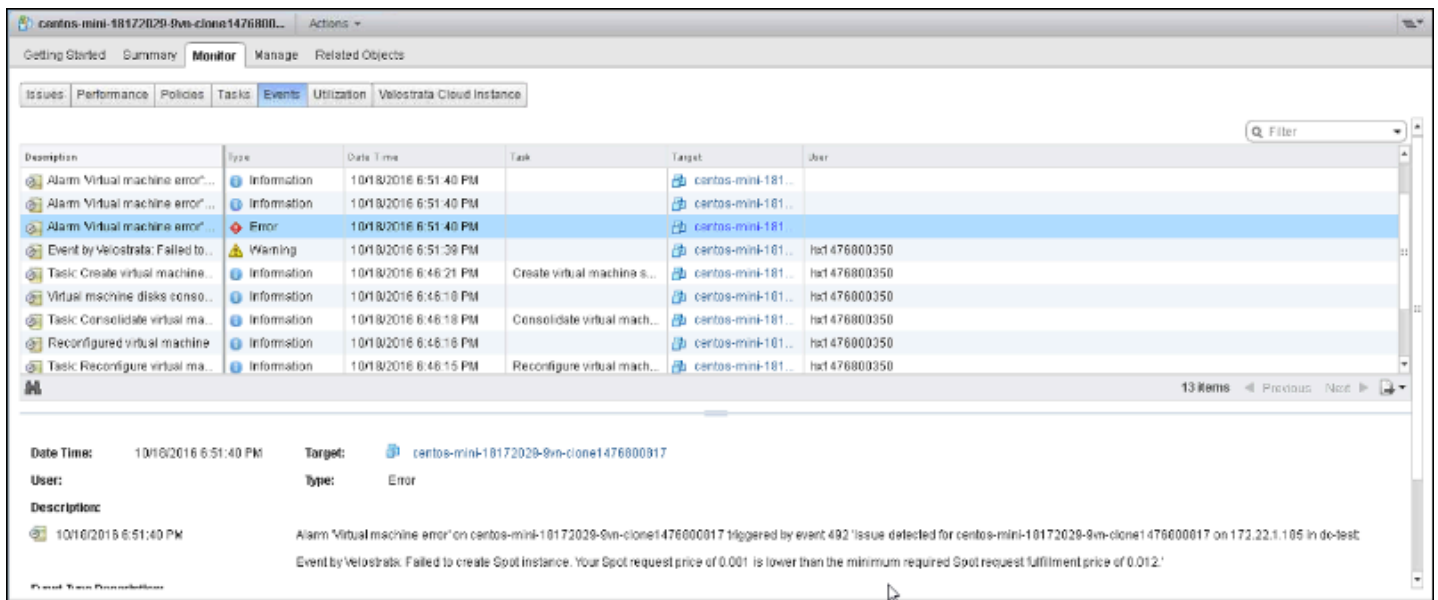 centos-mini-18172029-9vn-clone1476800... Actions
Getting Started Summary Monitor Manage Related Objects
Issues Performance Policies Tasks Events Utilization Velostrata Cloud Instance
Filter
Description Type Date Time Task Target User
Alarm 'Virtual machine error'... Information 10/18/2016 6:51:40 PM centos-mini-181...
Alarm 'Virtual machine error'... Information 10/18/2016 6:51:40 PM centos-mini-181...
Alarm 'Virtual machine error'... Error 10/18/2016 6:51:40 PM centos-mini-181...
Event by Velostrata: Failed to... Warning 10/18/2016 6:51:39 PM centos-mini-181... hxt1476800350
Task: Create virtual machine... Information 10/18/2016 6:46:21 PM Create virtual machine s... centos-mini-181... hxt1476800350
Virtual machine disks conso... Information 10/18/2016 6:46:18 PM centos-mini-181... hxt1476800350
Task: Consolidate virtual ma... Information 10/18/2016 6:46:18 PM Consolidate virtual mach... centos-mini-181... hxt1476800350
Reconfigured virtual machine Information 10/18/2016 6:46:16 PM centos-mini-181... hxt1476800350
Task: Reconfigure virtual ma... Information 10/18/2016 6:46:15 PM Reconfigure virtual mach... centos-mini-181... hxt1476800350
13 items Previous Next
Date Time: 10/18/2016 6:51:40 PM Target: centos-mini-18172029-9vn-clone1476800817
User: Type: Error
Description:
10/18/2016 6:51:40 PM Alarm 'Virtual machine error' on centos-mini-18172029-9vn-clone1476800817 triggered by event 492 'Issue detected for centos-mini-18172029-9vn-clone1476800817 on 172.22.1.185 in dc-test:
Event by Velostrata: Failed to create Spot instance. Your Spot request price of 0.001 is lower than the minimum required Spot request fulfillment price of 0.012.'
Event Type Description: